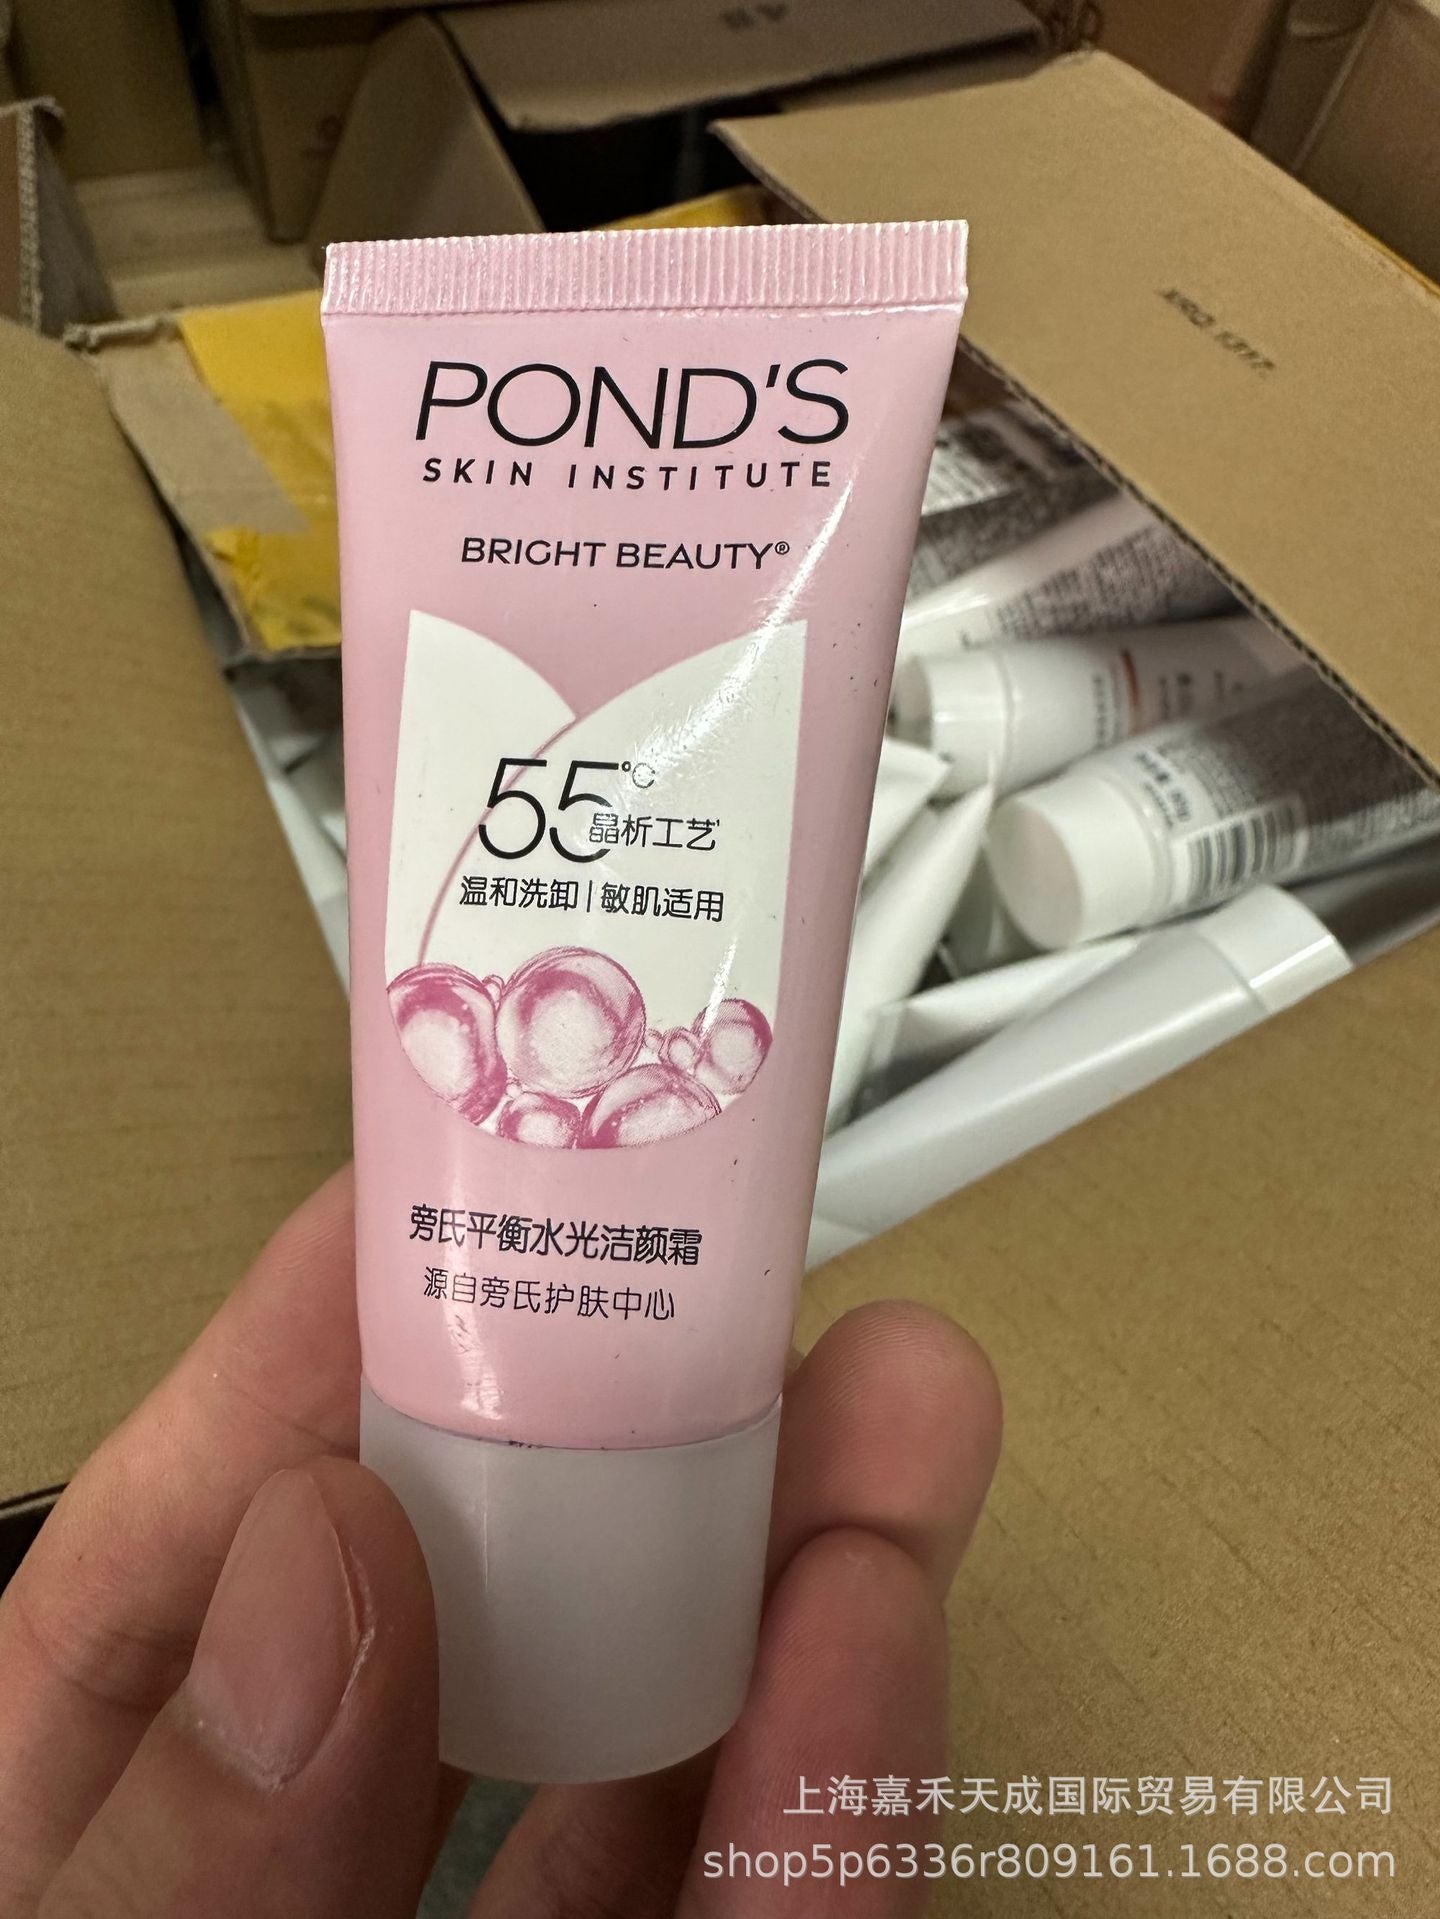 POND'S
SKIN INSTITUTE
BRIGHT BEAUTY®
55°C
晶析工艺¹
温和洗卸|敏肌适用
旁氏平衡水光洁颜霜
源自旁氏护肤中心
上海嘉禾天成国际贸易有限公司
shop5p6336r809161.1688.com